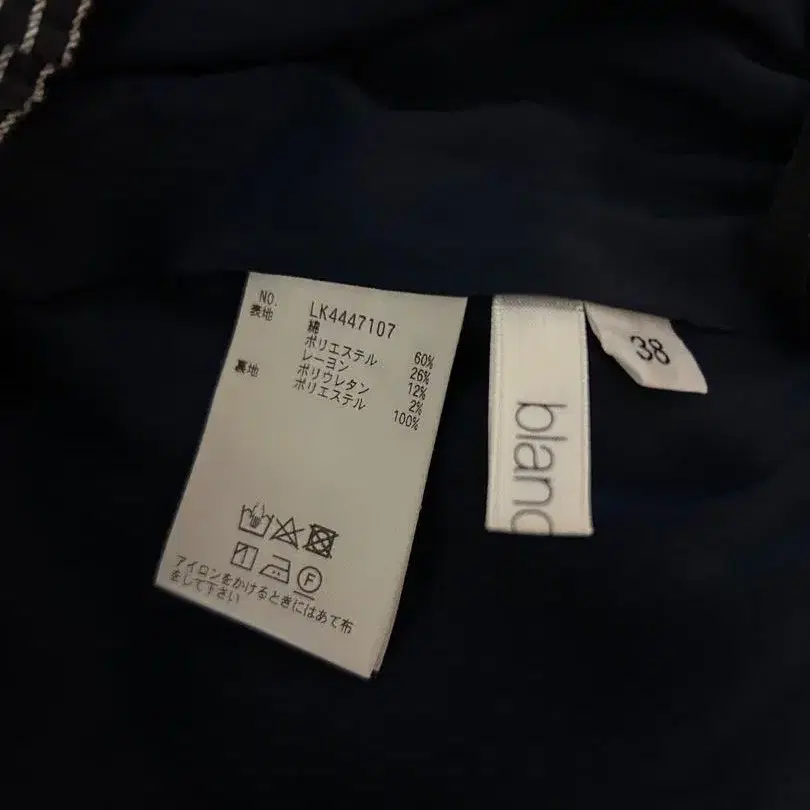 NO. LK4447107
表地 綿 60%
ポリエステル 26%
レーヨン 12%
ポリウレタン 2%
裏地 ポリエステル 100%
F
アイロンをかけるときにはあて布
をして下さい
blanc
38